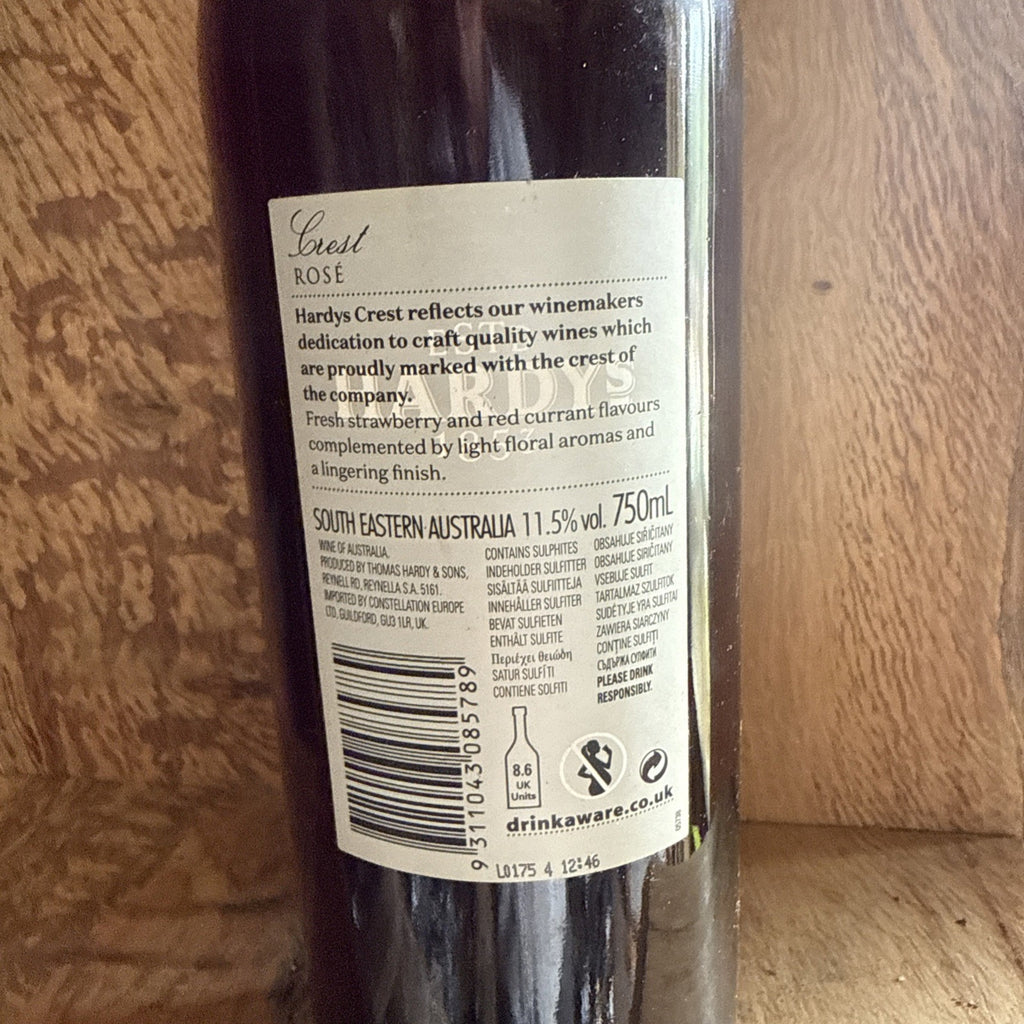 Crest
ROSÉ
Hardys Crest reflects our winemakers
dedication to craft quality wines which
are proudly marked with the crest of
the company.
ESTD
HARDYS
1853
Fresh strawberry and red currant flavours
complemented by light floral aromas and
a lingering finish.
SOUTH EASTERN AUSTRALIA 11.5% vol. 750mL
WINE OF AUSTRALIA.
PRODUCED BY THOMAS HARDY & SONS,
REYNELL RD, REYNELLA S.A. 5161.
IMPORTED BY CONSTELLATION EUROPE
LTD, GUILDFORD, GU3 1LR, UK.
CONTAINS SULPHITES
INDEHOLDER SULFITTER
SISÄLTÄÄ SULFIITTEJA
INNEHÅLLER SULFITER
BEVAT SULFIETEN
ENTHÄLT SULFITE
Περιέχει θειώδη
SATUR SULFĪTI
CONTIENE SOLFITI
OBSAHUJE SIŘIČITANY
OBSAHUJE SIRIČITANY
VSEBUJE SULFIT
TARTALMAZ SZULFITOK
SUDĖTYJE YRA SULFITAI
ZAWIERA SIARCZYNY
CONȚINE SULFIȚI
СЪДЪРЖА СУЛФИТИ
PLEASE DRINK
RESPONSIBLY.
9 311043 085789
8.6
UK
Units
drinkaware.co.uk
L0175 4 12:46